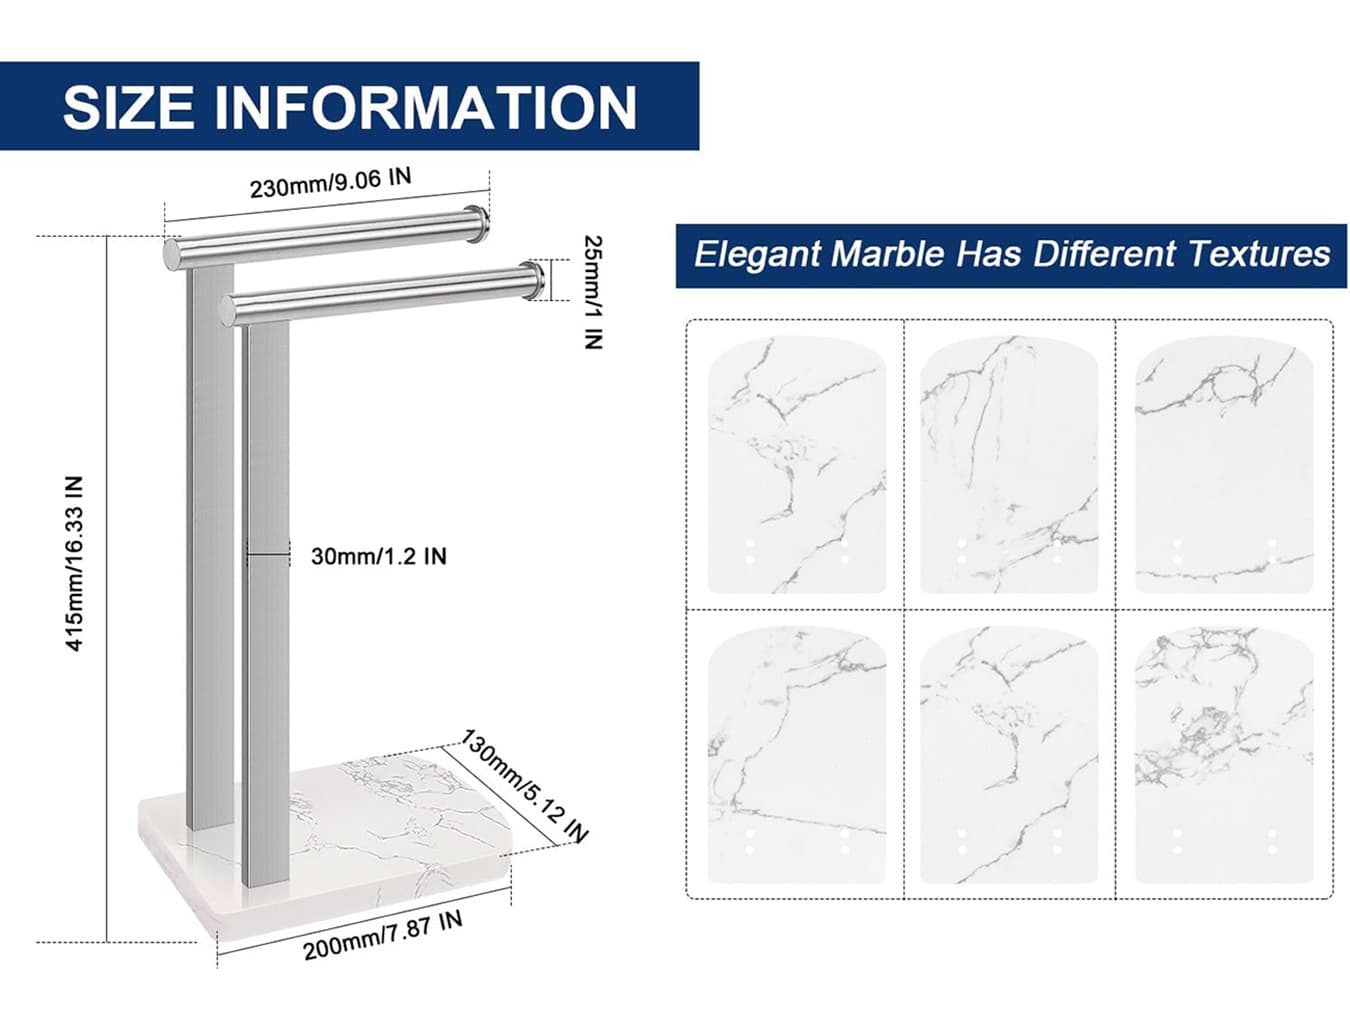 SIZE INFORMATION
230mm/9.06 IN
25mm/1 IN
Elegant Marble Has Different Textures
415mm/16.33 IN
30mm/1.2 IN
130mm/5.12 IN
200mm/7.87 IN